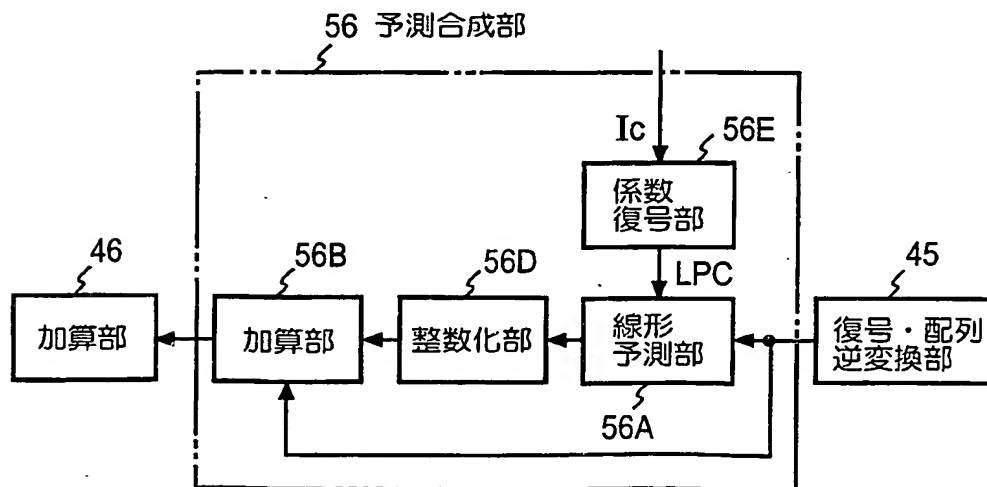 56 予測合成部
Ic
56E
係数
復号部
46
56B
56D
LPC
45
加算部
加算部
整数化部
線形
予測部
復号・配列
逆変換部
56A